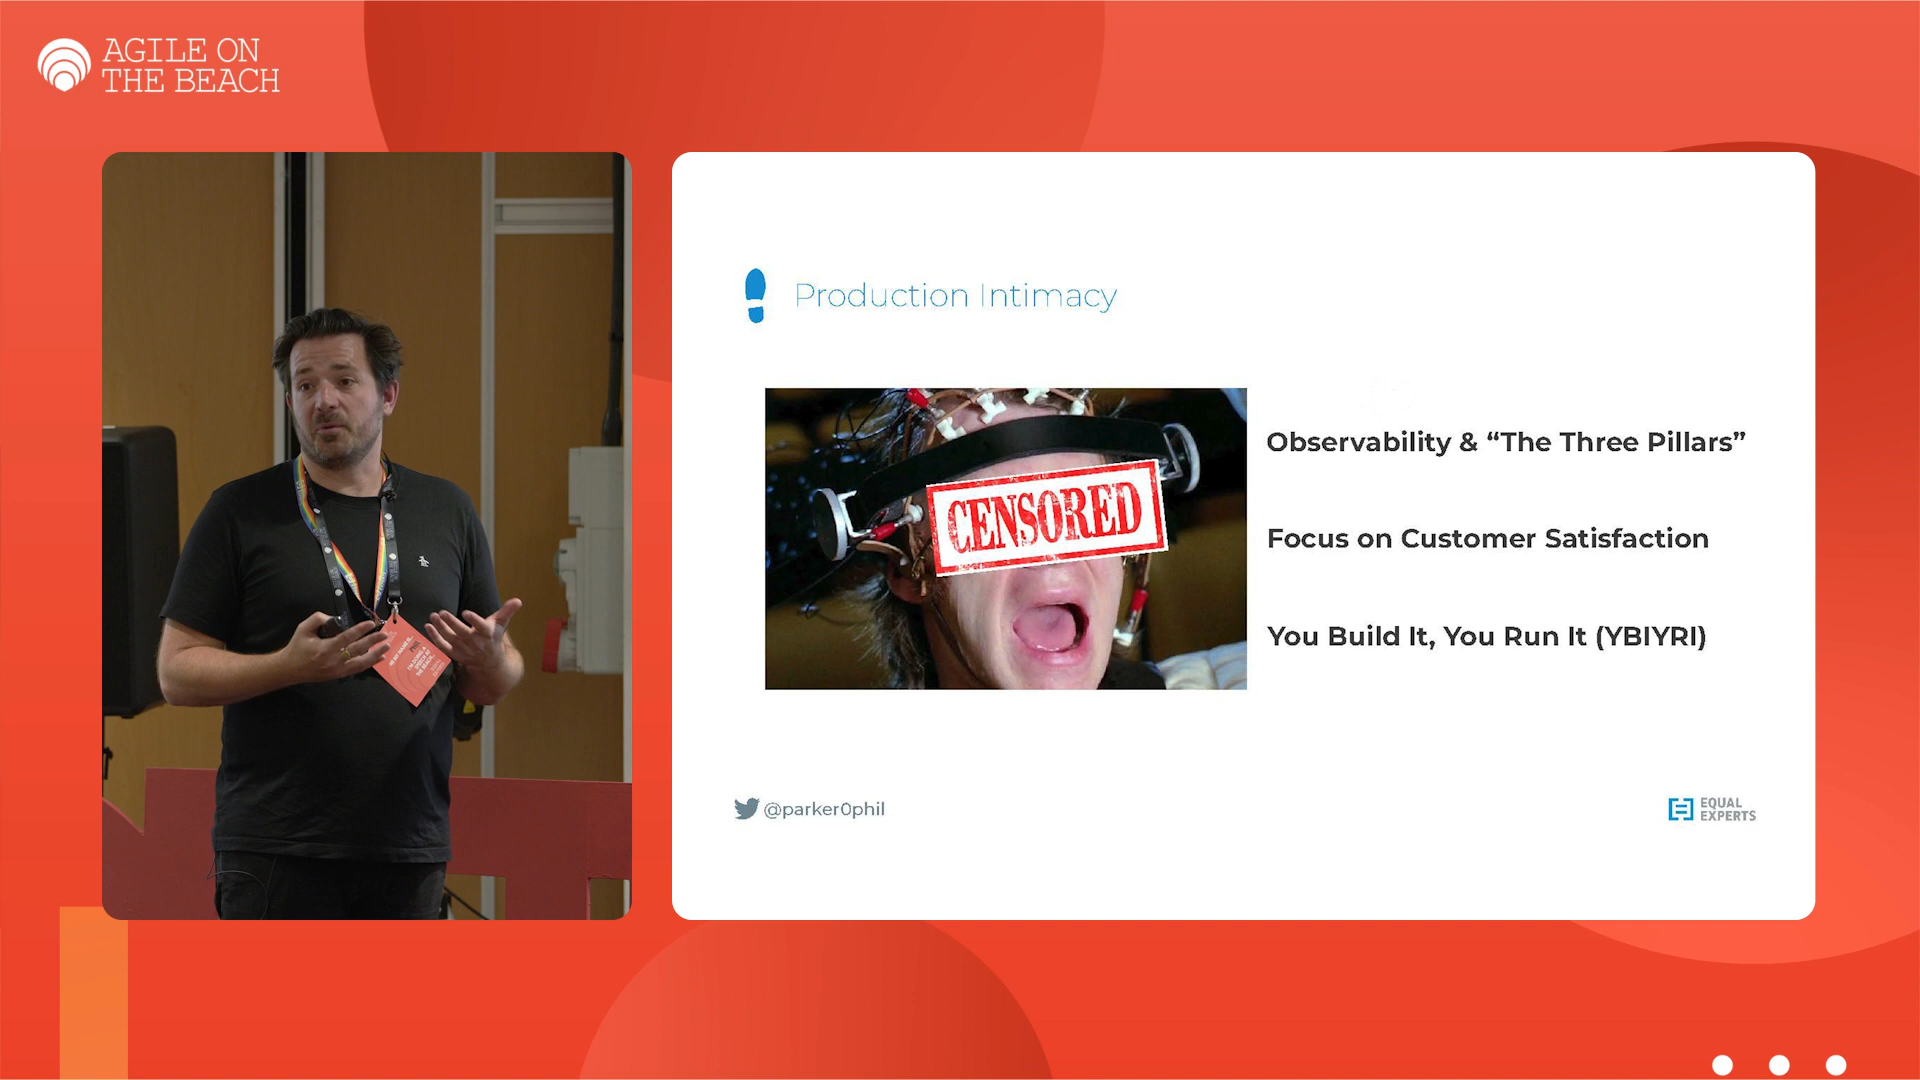 AGILE ON
THE BEACH
Production Intimacy
CENSORED
Observability & “The Three Pillars”
Focus on Customer Satisfaction
You Build It, You Run It (YBIYRI)
@parker0phil
EQUAL
EXPERTS